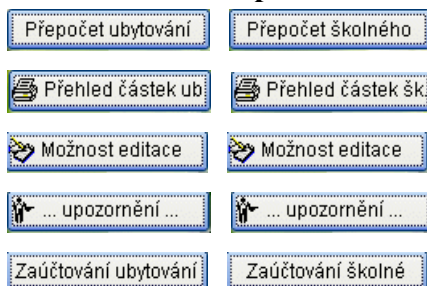 Přepočet ubytování Přepočet školného
Přehled částek ub Přehled částek šk.
Možnost editace Možnost editace
... upozornění ... ... upozornění ...
Zaúčtování ubytování Zaúčtování školné